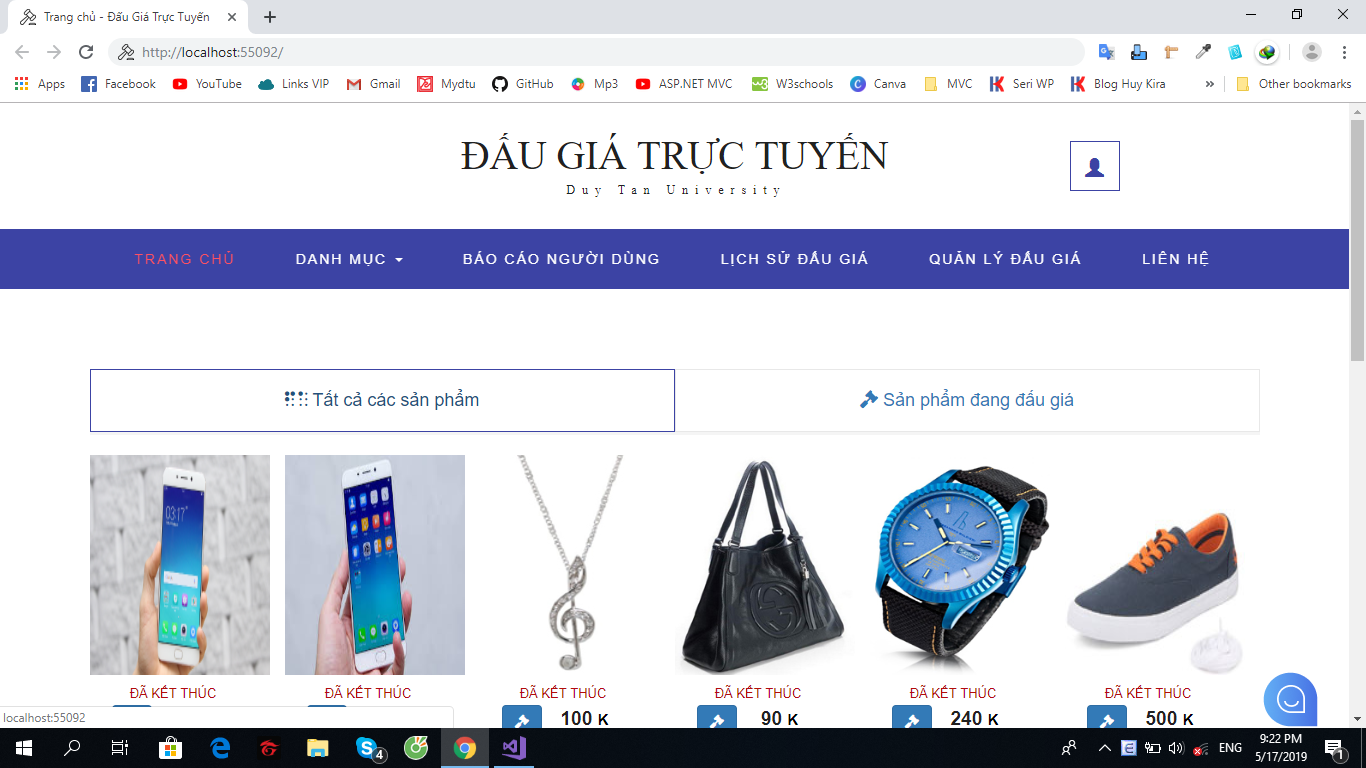 Trang chủ - Đấu Giá Trực Tuyến
http://localhost:55092/
Apps Facebook YouTube Links VIP Gmail Mydtu GitHub Mp3 ASP.NET MVC W3schools Canva MVC Seri WP Blog Huy Kira » Other bookmarks
ĐẤU GIÁ TRỰC TUYẾN
Duy Tan University
TRANG CHỦ DANH MỤC BÁO CÁO NGƯỜI DÙNG LỊCH SỬ ĐẤU GIÁ QUẢN LÝ ĐẤU GIÁ LIÊN HỆ
Tất cả các sản phẩm Sản phẩm đang đấu giá
03:17
ĐÃ KẾT THÚC ĐÃ KẾT THÚC ĐÃ KẾT THÚC ĐÃ KẾT THÚC ĐÃ KẾT THÚC ĐÃ KẾT THÚC
100 K 90 K 240 K 500 K
localhost:55092
4
ENG
9:22 PM
5/17/2019
1